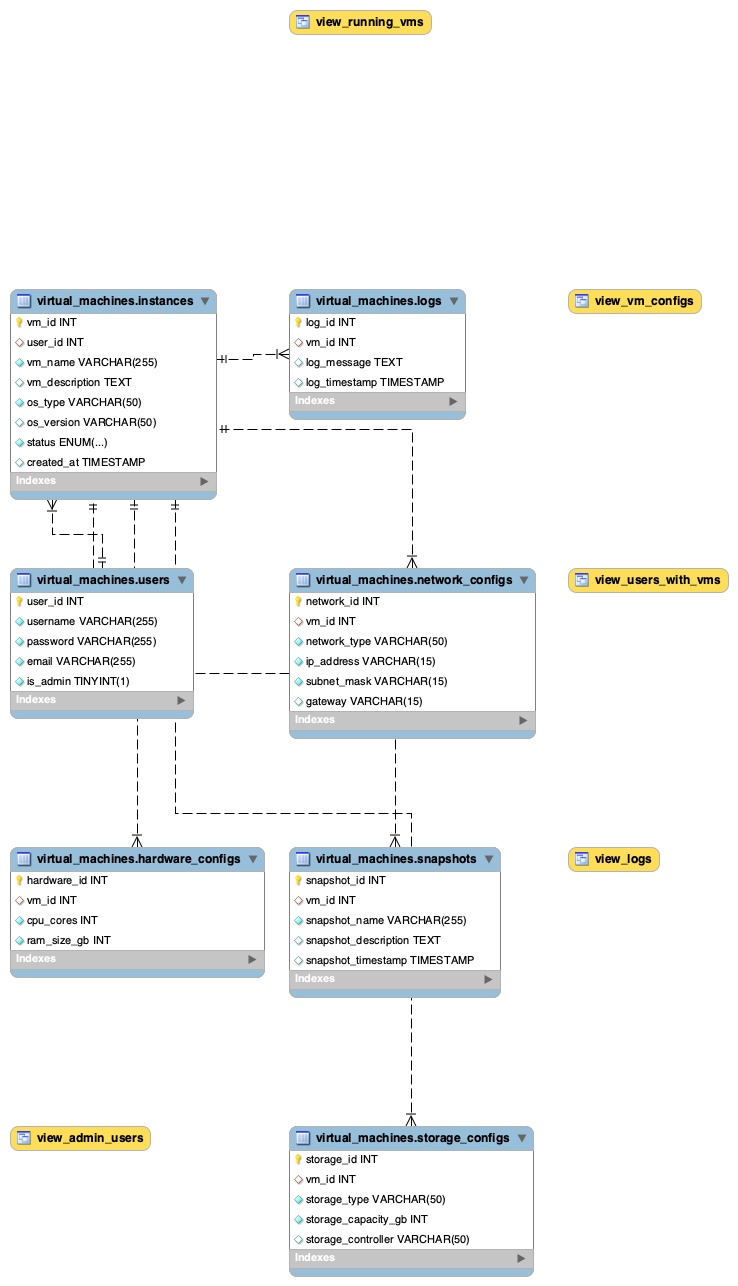 view_running_vms
virtual_machines.instances
vm_id INT
user_id INT
vm_name VARCHAR(255)
vm_description TEXT
os_type VARCHAR(50)
os_version VARCHAR(50)
status ENUM(...)
created_at TIMESTAMP
Indexes
virtual_machines.logs
log_id INT
vm_id INT
log_message TEXT
log_timestamp TIMESTAMP
Indexes
view_vm_configs
virtual_machines.users
user_id INT
username VARCHAR(255)
password VARCHAR(255)
email VARCHAR(255)
is_admin TINYINT(1)
Indexes
virtual_machines.network_configs
network_id INT
vm_id INT
network_type VARCHAR(50)
ip_address VARCHAR(15)
subnet_mask VARCHAR(15)
gateway VARCHAR(15)
Indexes
view_users_with_vms
virtual_machines.hardware_configs
hardware_id INT
vm_id INT
cpu_cores INT
ram_size_gb INT
Indexes
virtual_machines.snapshots
snapshot_id INT
vm_id INT
snapshot_name VARCHAR(255)
snapshot_description TEXT
snapshot_timestamp TIMESTAMP
Indexes
view_logs
view_admin_users
virtual_machines.storage_configs
storage_id INT
vm_id INT
storage_type VARCHAR(50)
storage_capacity_gb INT
storage_controller VARCHAR(50)
Indexes